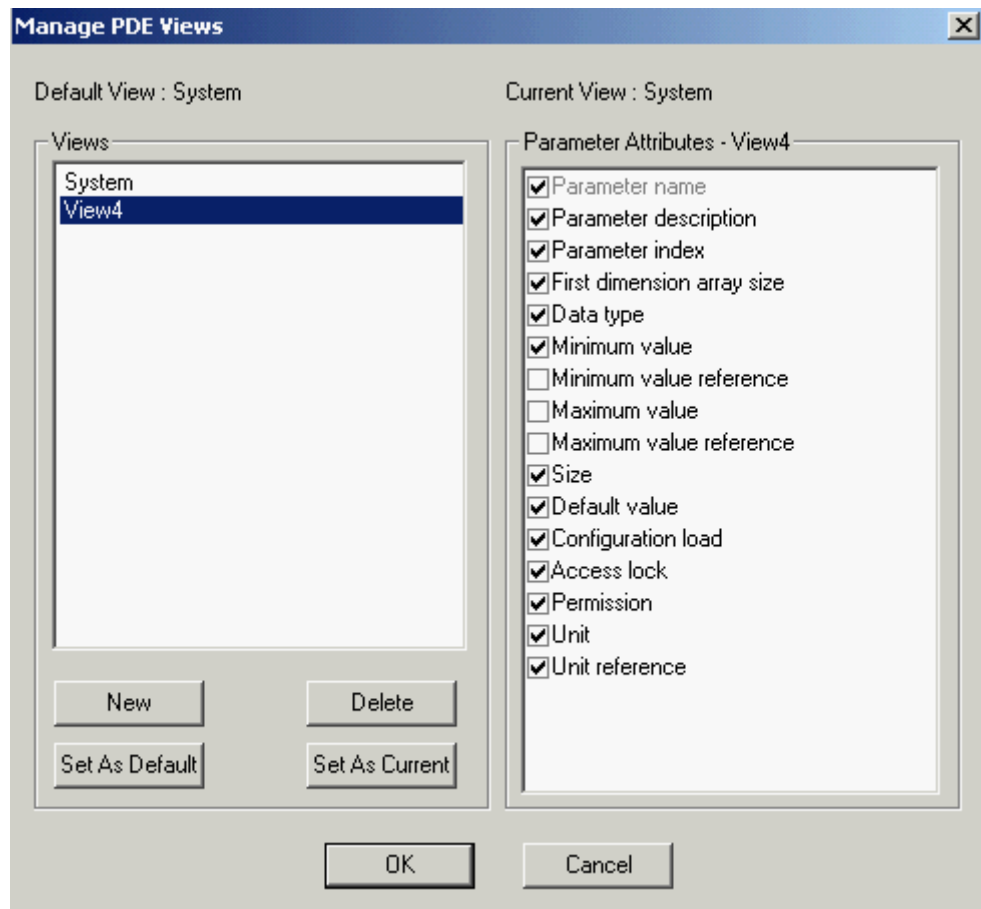 Manage PDE Views
Default View : System
Current View : System
Views
System
View4
New
Delete
Set As Default
Set As Current
Parameter Attributes - View4
Parameter name
Parameter description
Parameter index
First dimension array size
Data type
Minimum value
Minimum value reference
Maximum value
Maximum value reference
Size
Default value
Configuration load
Access lock
Permission
Unit
Unit reference
OK
Cancel